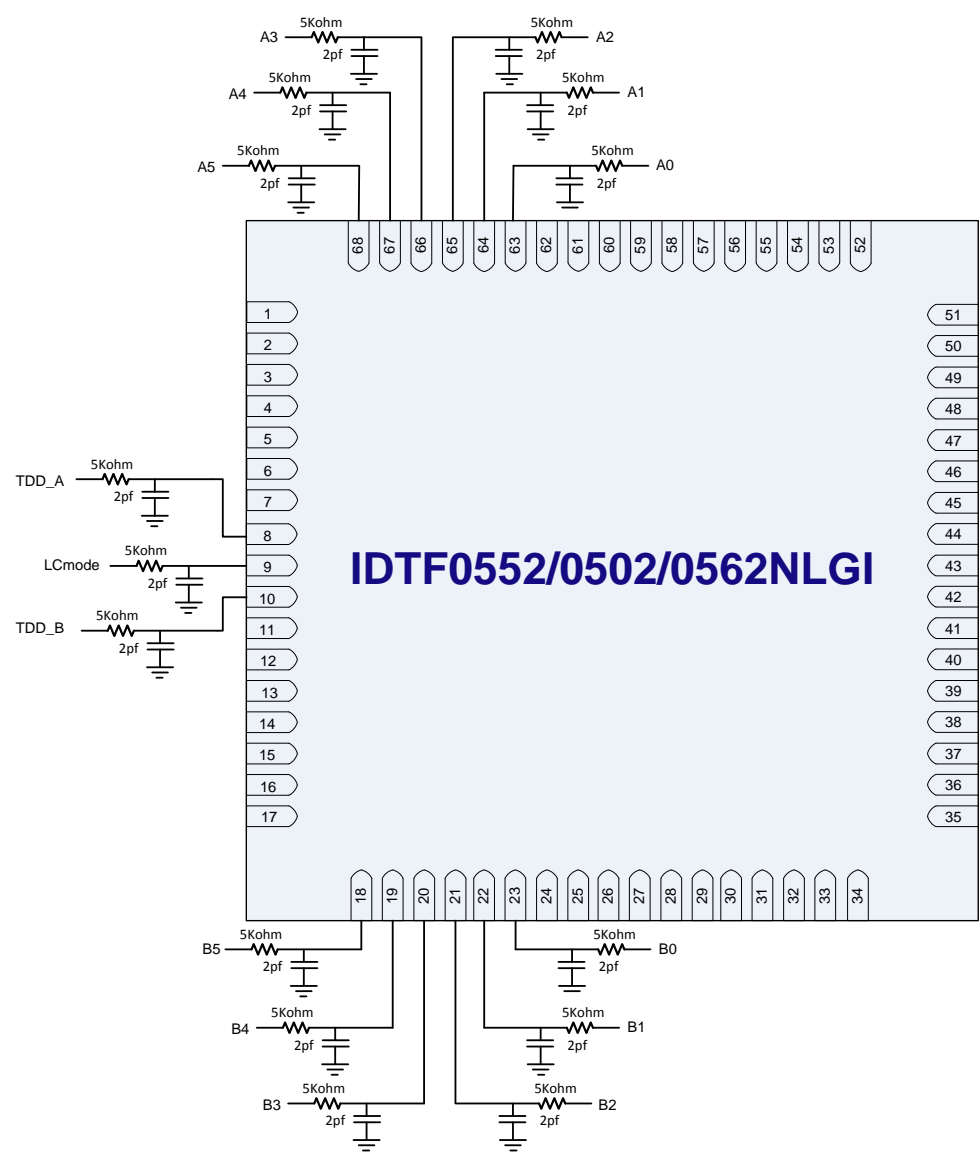 5Kohm
A3
2pf
5Kohm
A2
2pf
5Kohm
A4
2pf
5Kohm
A1
2pf
5Kohm
A5
2pf
5Kohm
A0
2pf
68 67 66 65 64 63 62 61 60 59 58 57 56 55 54 53 52
1
2
3
4
5
6
7
8
9
10
11
12
13
14
15
16
17
51
50
49
48
47
46
45
44
43
42
41
40
39
38
37
36
35
5Kohm
TDD_A
2pf
5Kohm
LCmode
2pf
5Kohm
TDD_B
2pf
IDTF0552/0502/0562NLGI
18 19 20 21 22 23 24 25 26 27 28 29 30 31 32 33 34
5Kohm
B5
2pf
5Kohm
B0
2pf
5Kohm
B4
2pf
5Kohm
B1
2pf
5Kohm
B3
2pf
5Kohm
B2
2pf